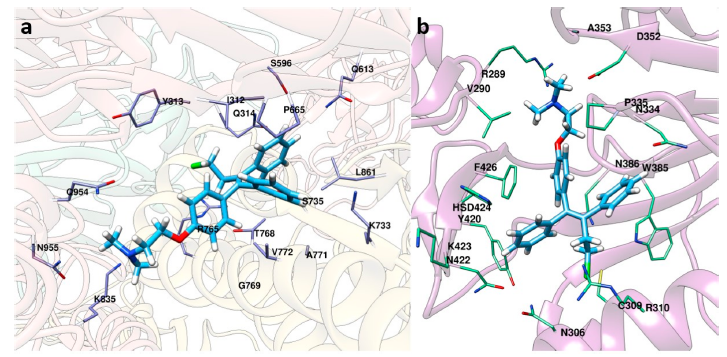 a
S596
Q613
Y313
I312
Q314
P665
L861
Q954
S735
R765
T768
K733
N955
V772
A771
G769
K835
b
A353
D352
R289
V290
P335
N334
F426
N386
W385
HSD424
Y420
K423
N422
C309 R310
N306